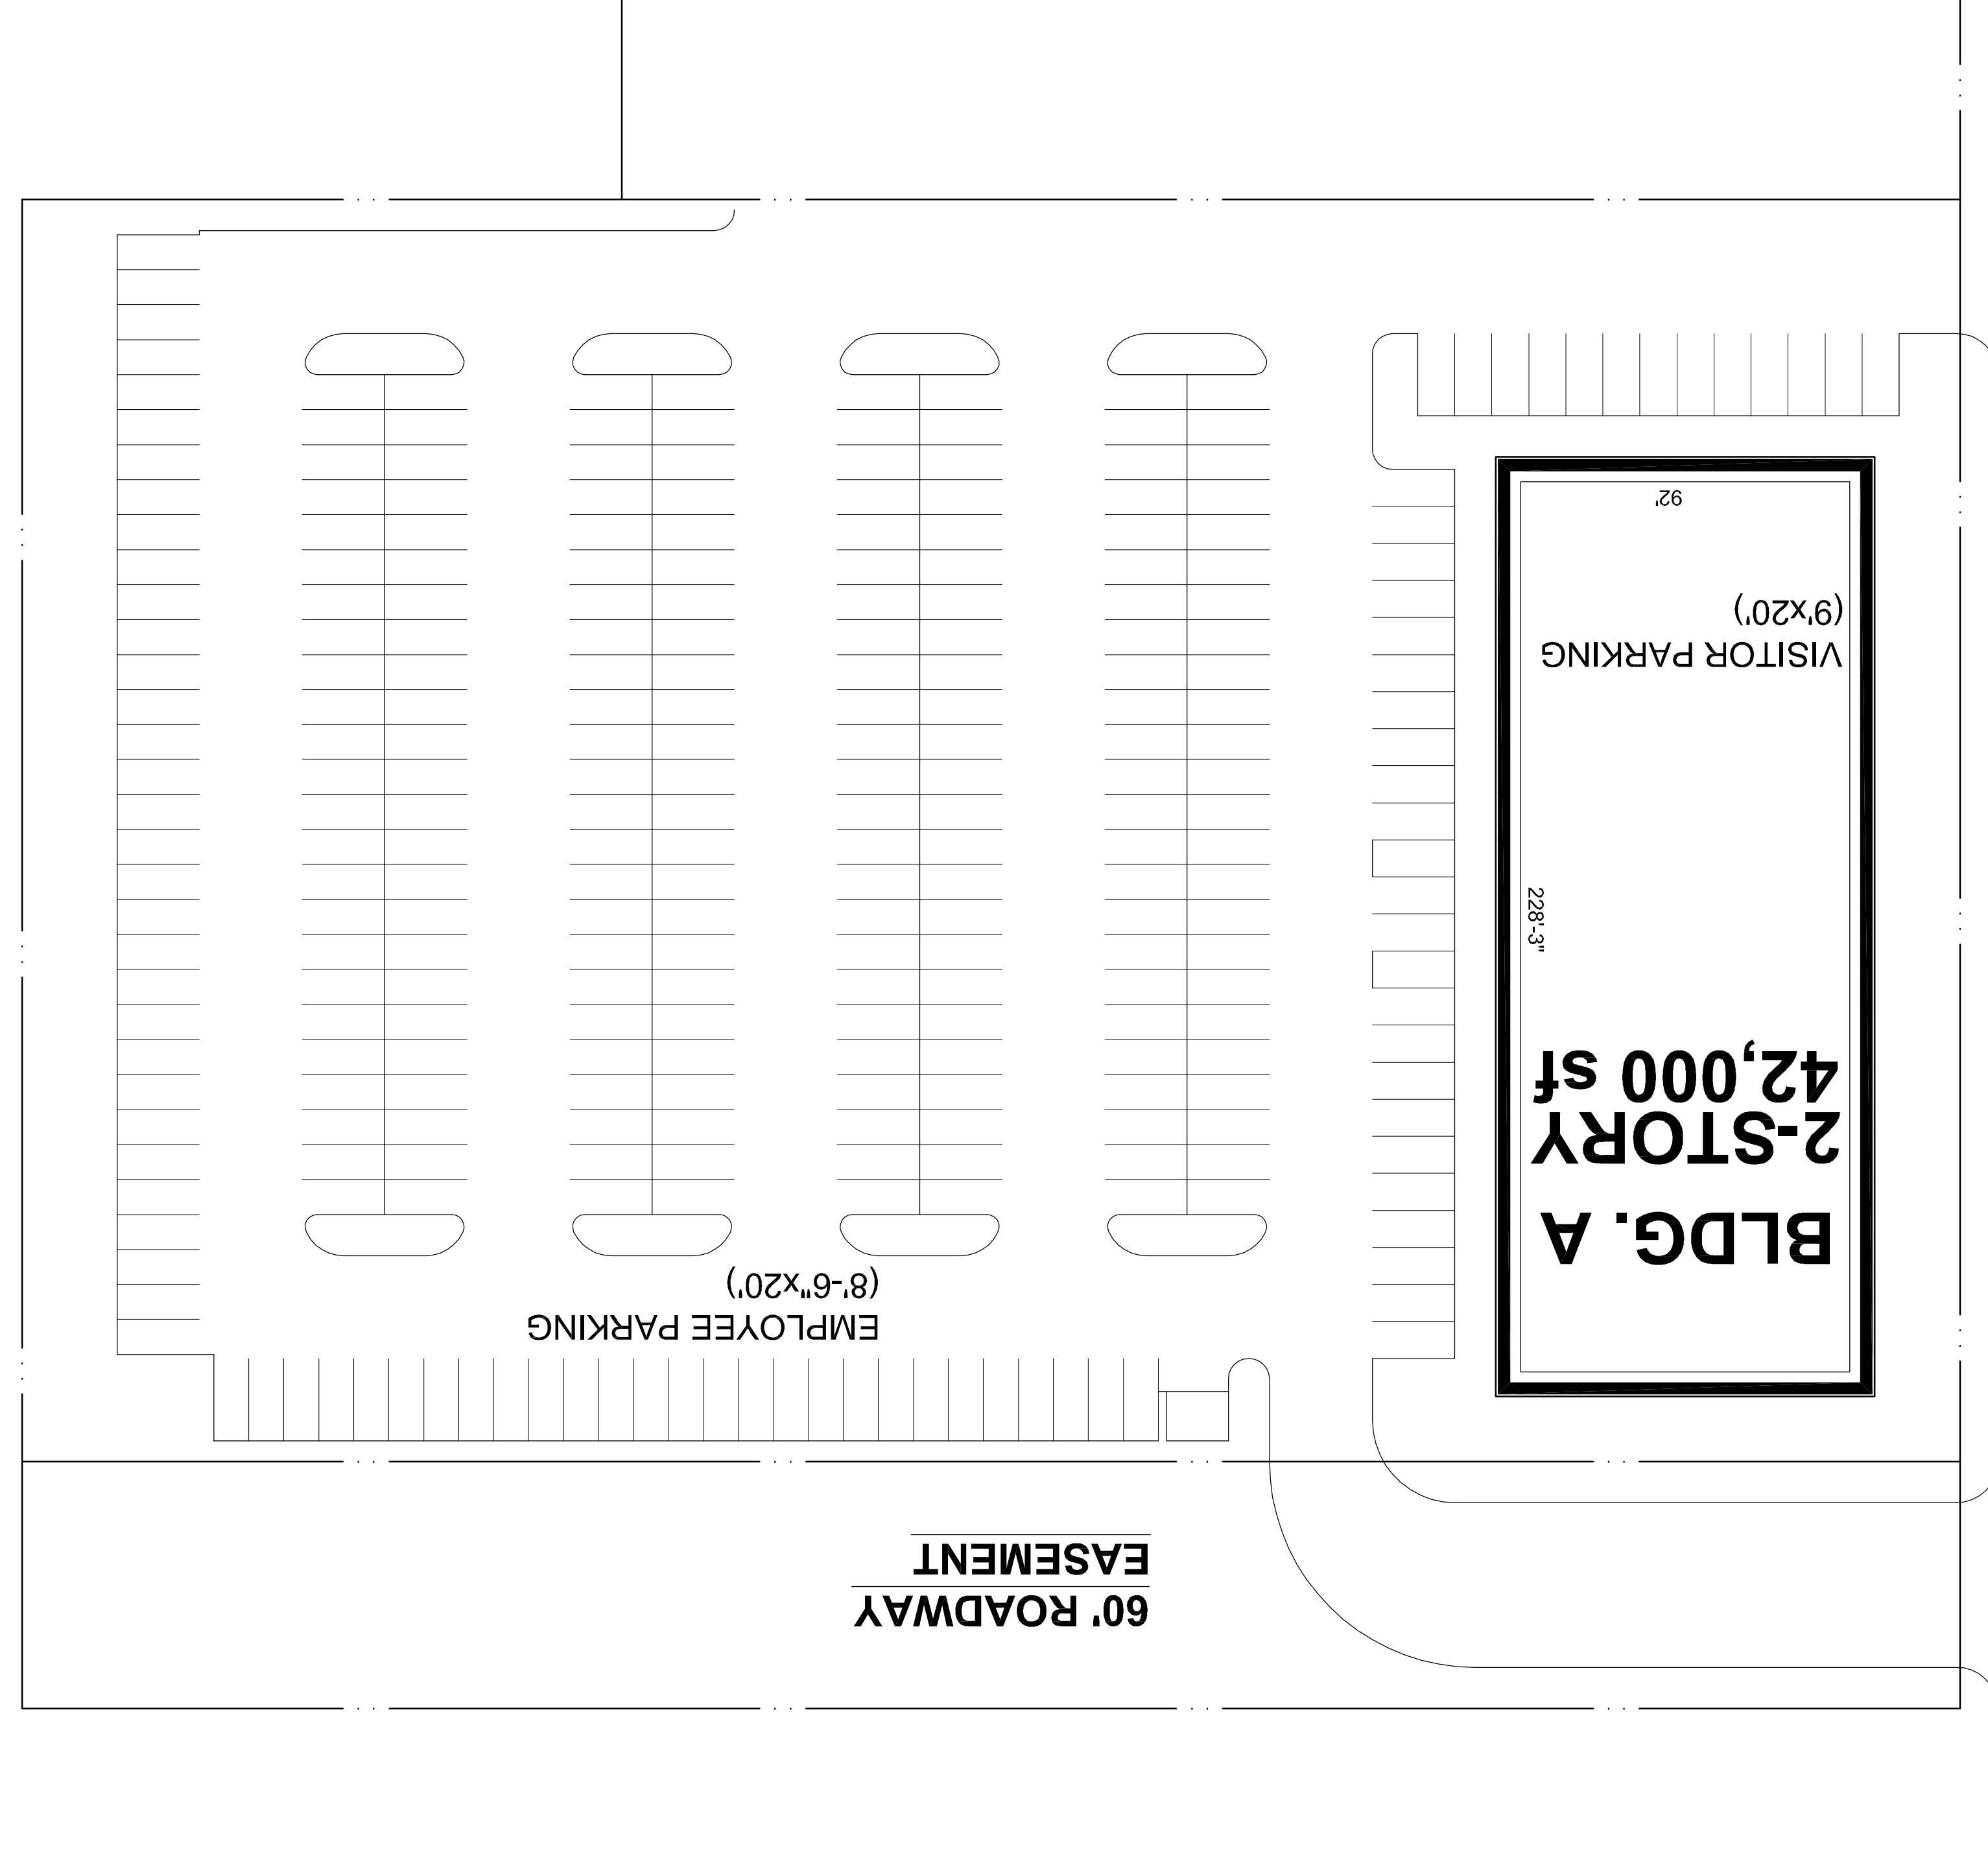 60' ROADWAY
EASEMENT
EMPLOYEE PARKING
(8'-6"x20')
BLDG. A
2-STORY
42,000 sf
228'-3"
VISITOR PARKING
(9'x20')
92'